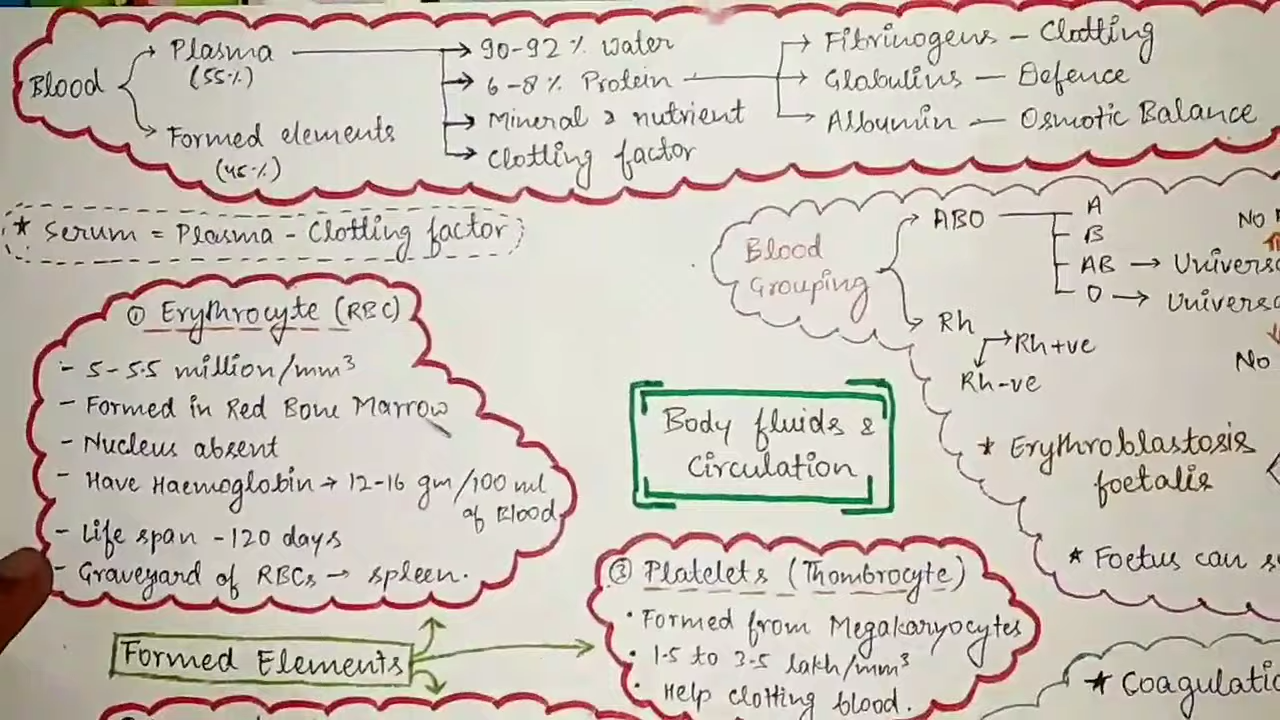 Blood
Plasma
(55%)
Formed elements
(45%)
90-92% water
6-8% Protein
Mineral & nutrient
Clotting factor
Fibrinogens - Clotting
Globulins - Defence
Albumin - Osmotic Balance
* Serum = Plasma - Clotting factor
① Erythrocyte (RBC)
- 5-5.5 million/mm³
- Formed in Red Bone Marrow
- Nucleus absent
- Have Haemoglobin → 12-16 gm/100 ml
of Blood
- Life span - 120 days
- Graveyard of RBCs → spleen.
Formed Elements
Body fluids &
Circulation
Blood
Grouping
ABO
A
B
AB →
O →
No
Rh
Rh+ve
Rh-ve
No
* Erythroblastosis
foetalis
* Foetus can
③ Platelets (Thombrocyte)
• Formed from Megakaryocytes
• 1.5 to 3.5 lakh/mm³
• Help clotting blood.
*